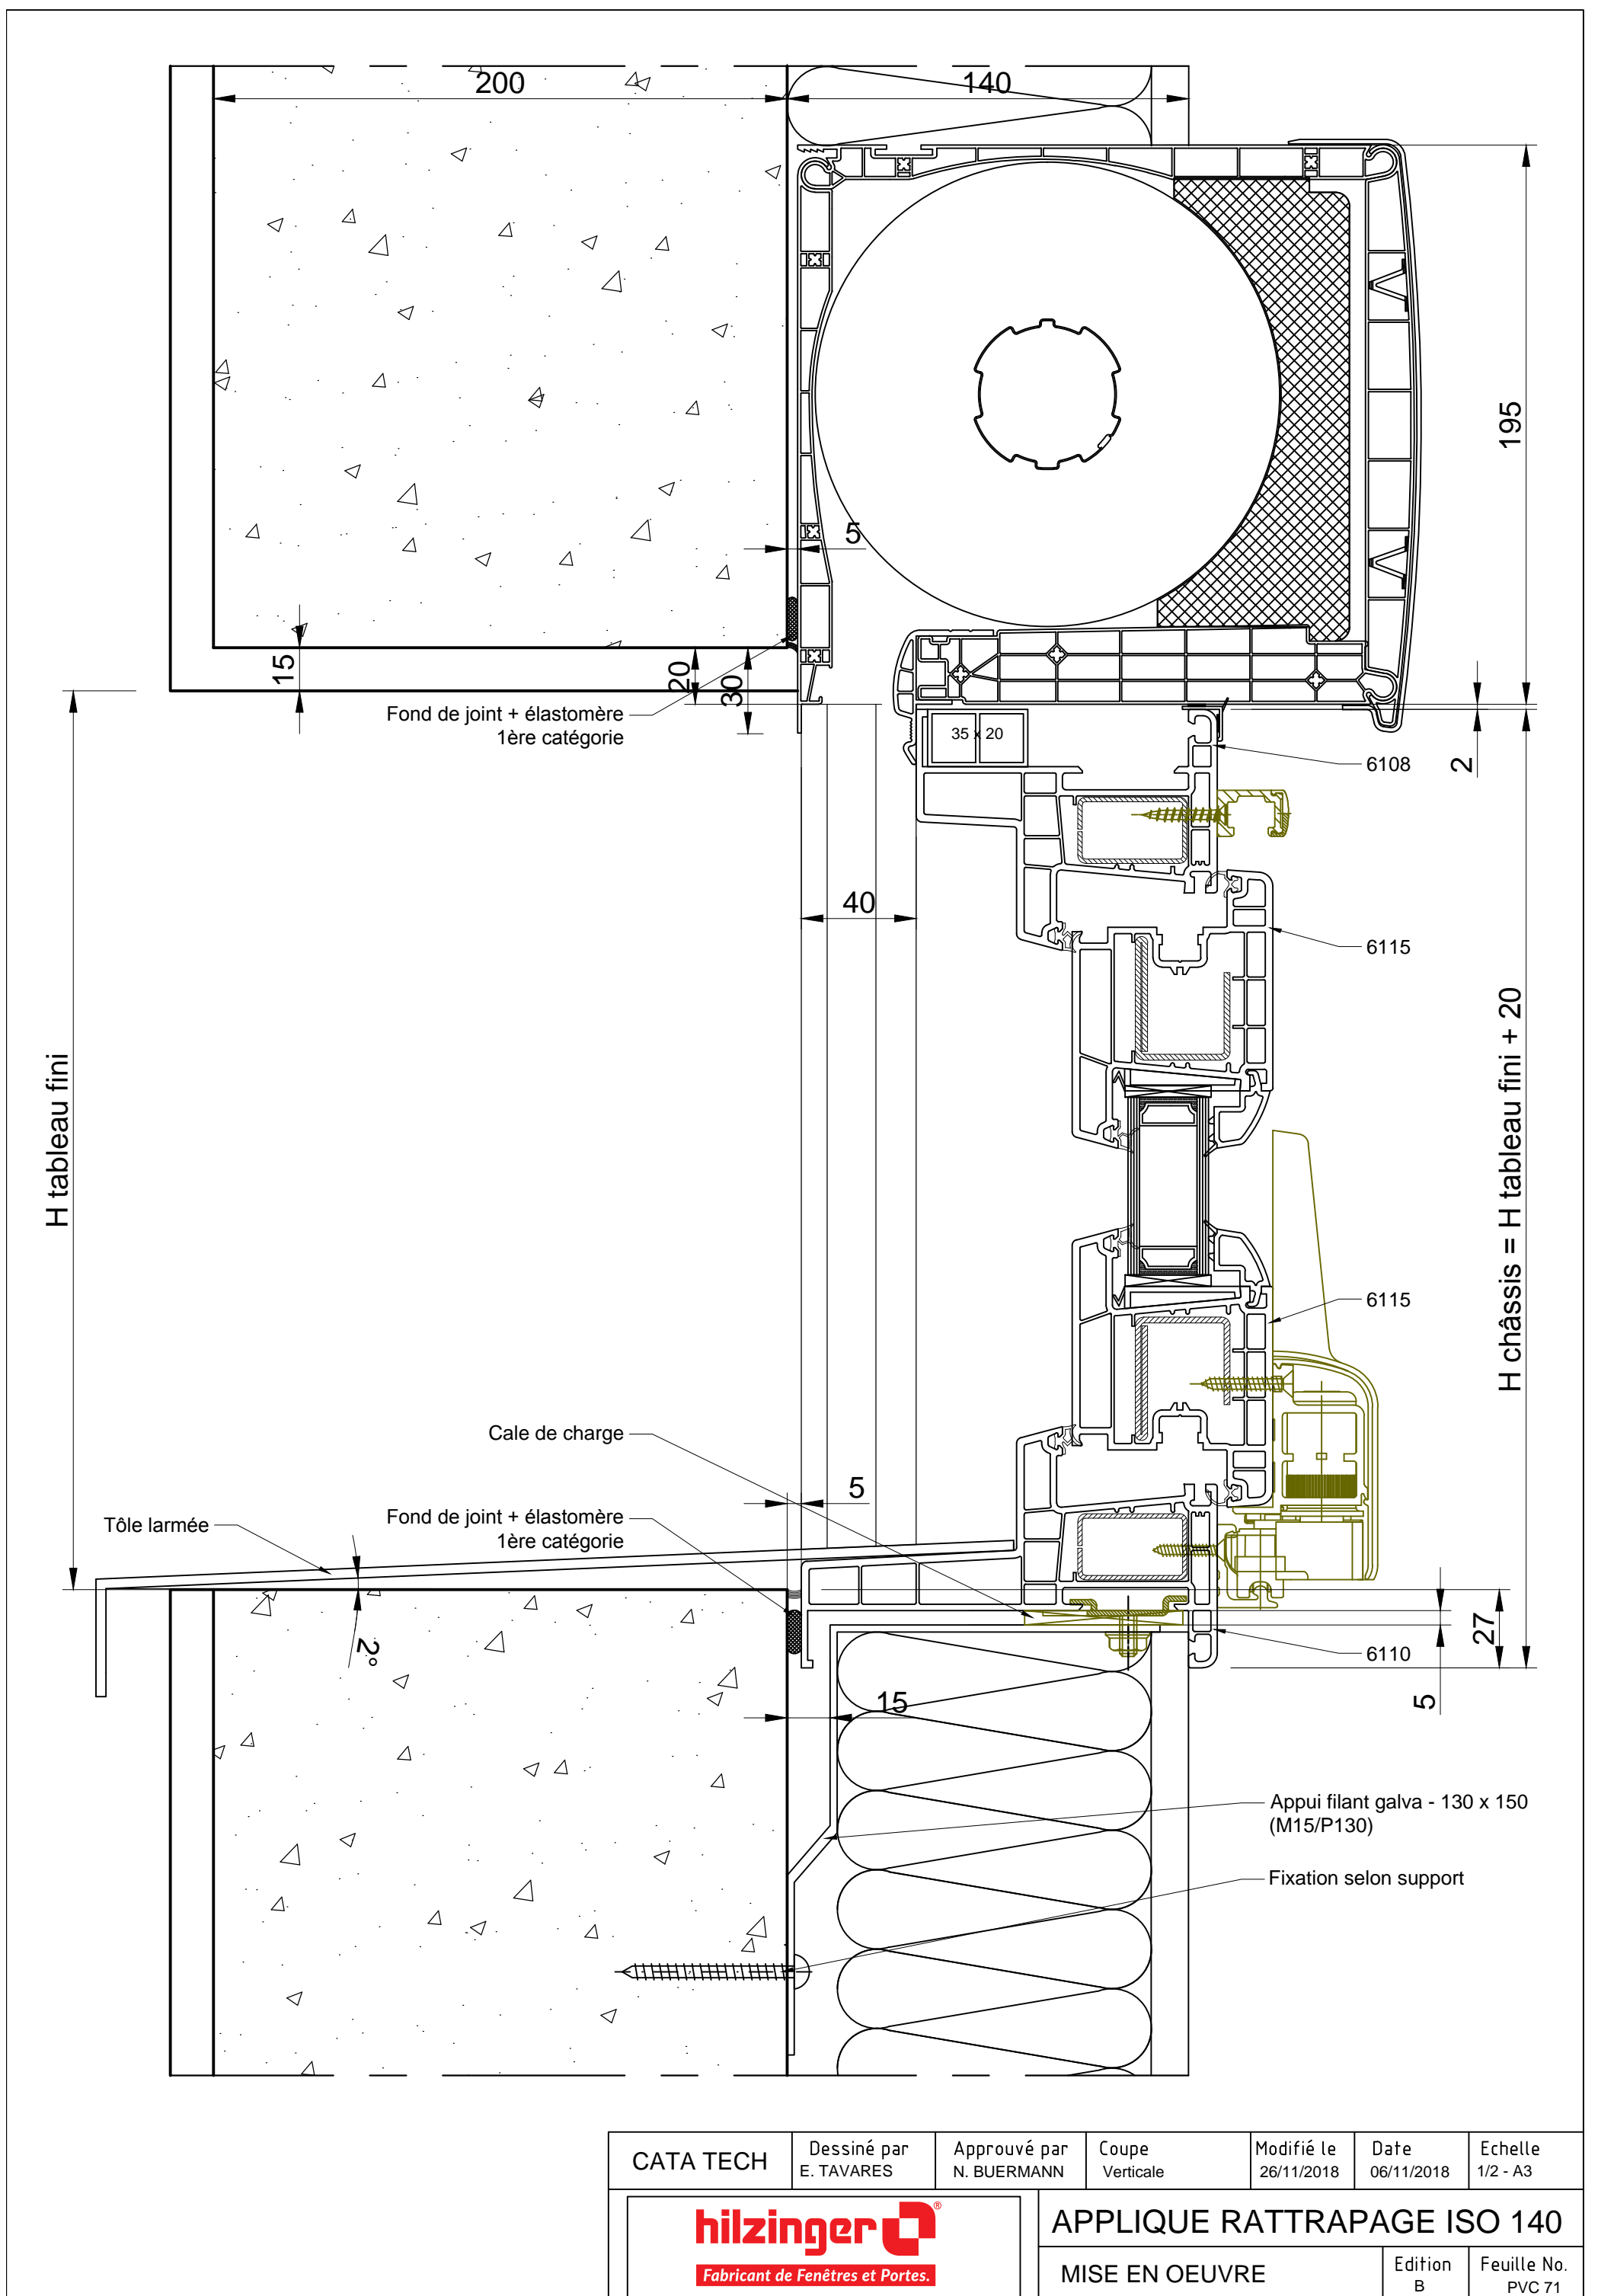 200
140
195
5
15
20
30
Fond de joint + élastomère
1ère catégorie
35 x 20
2
6108
40
6115
H tableau fini
H châssis = H tableau fini + 20
6115
Cale de charge
5
Fond de joint + élastomère
1ère catégorie
Tôle larmée
2°
27
6110
5
15
Appui filant galva - 130 x 150
(M15/P130)
Fixation selon support
CATA TECH
Dessiné par
E. TAVARES
Approuvé par
N. BUERMANN
Coupe
Verticale
Modifié le
26/11/2018
Date
06/11/2018
Echelle
1/2 - A3
hilzinger®
Fabricant de Fenêtres et Portes.
APPLIQUE RATTRAPAGE ISO 140
MISE EN OEUVRE
Edition
B
Feuille No.
PVC 71